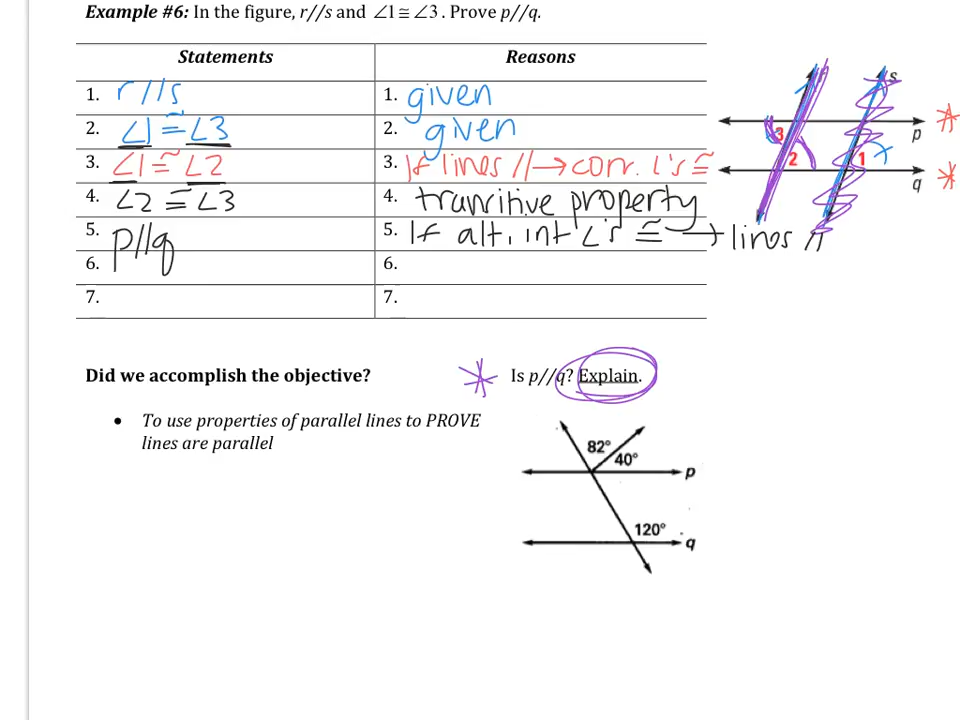 Example #6: In the figure, r//s and ∠1 ≅ ∠3. Prove p//q.
Statements Reasons
1. r//s 1. given
2. ∠1 ≅ ∠3 2. given
3. ∠1 ≅ ∠2 3. If lines // → corr. ∠'s ≅
4. ∠2 ≅ ∠3 4. transitive property
5. p//q 5. If alt. int ∠'s ≅ → lines //
6. 6.
7. 7.
s
p
3
2 1
q
Did we accomplish the objective? Is p//q? Explain.
• To use properties of parallel lines to PROVE
lines are parallel
82°
40°
p
120°
q